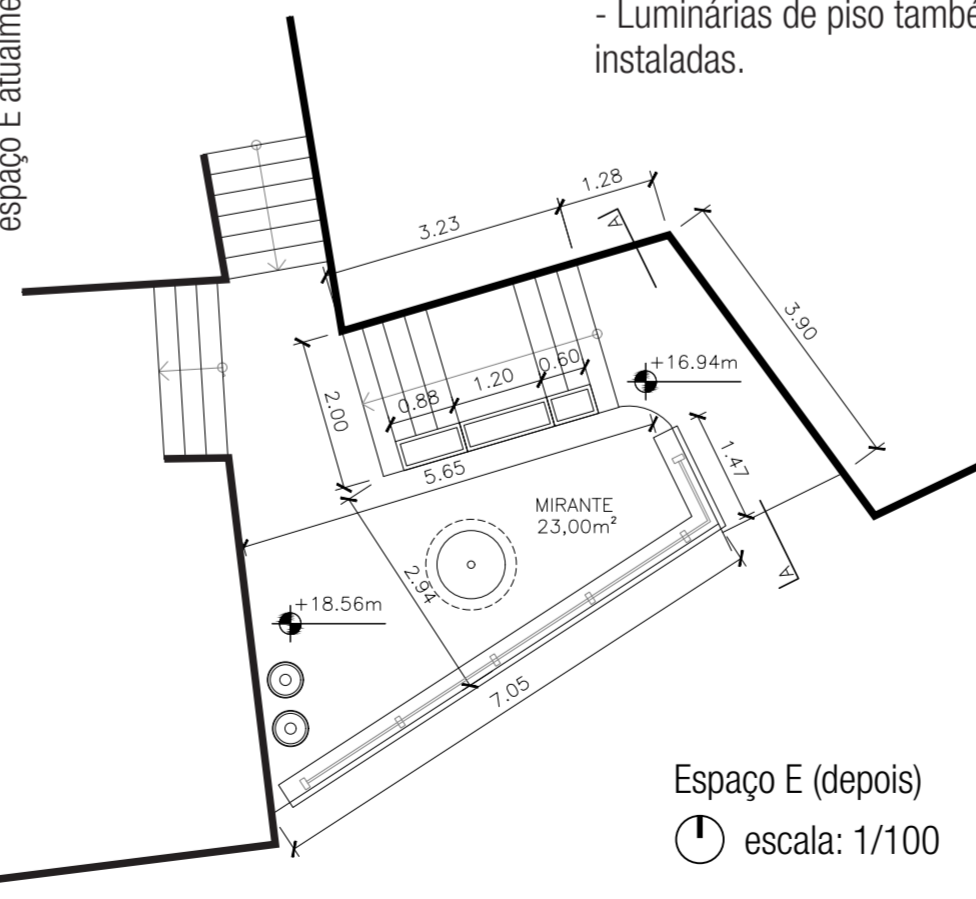 espaço E atualme
- Luminárias de piso també
instaladas.
1.28
3.23
A
3.90
+16.94m
0.60
1.20
0.88
2.00
5.65
1.47
MIRANTE
23,00m²
2.94
A
+18.56m
7.05
Espaço E (depois)
escala: 1/100